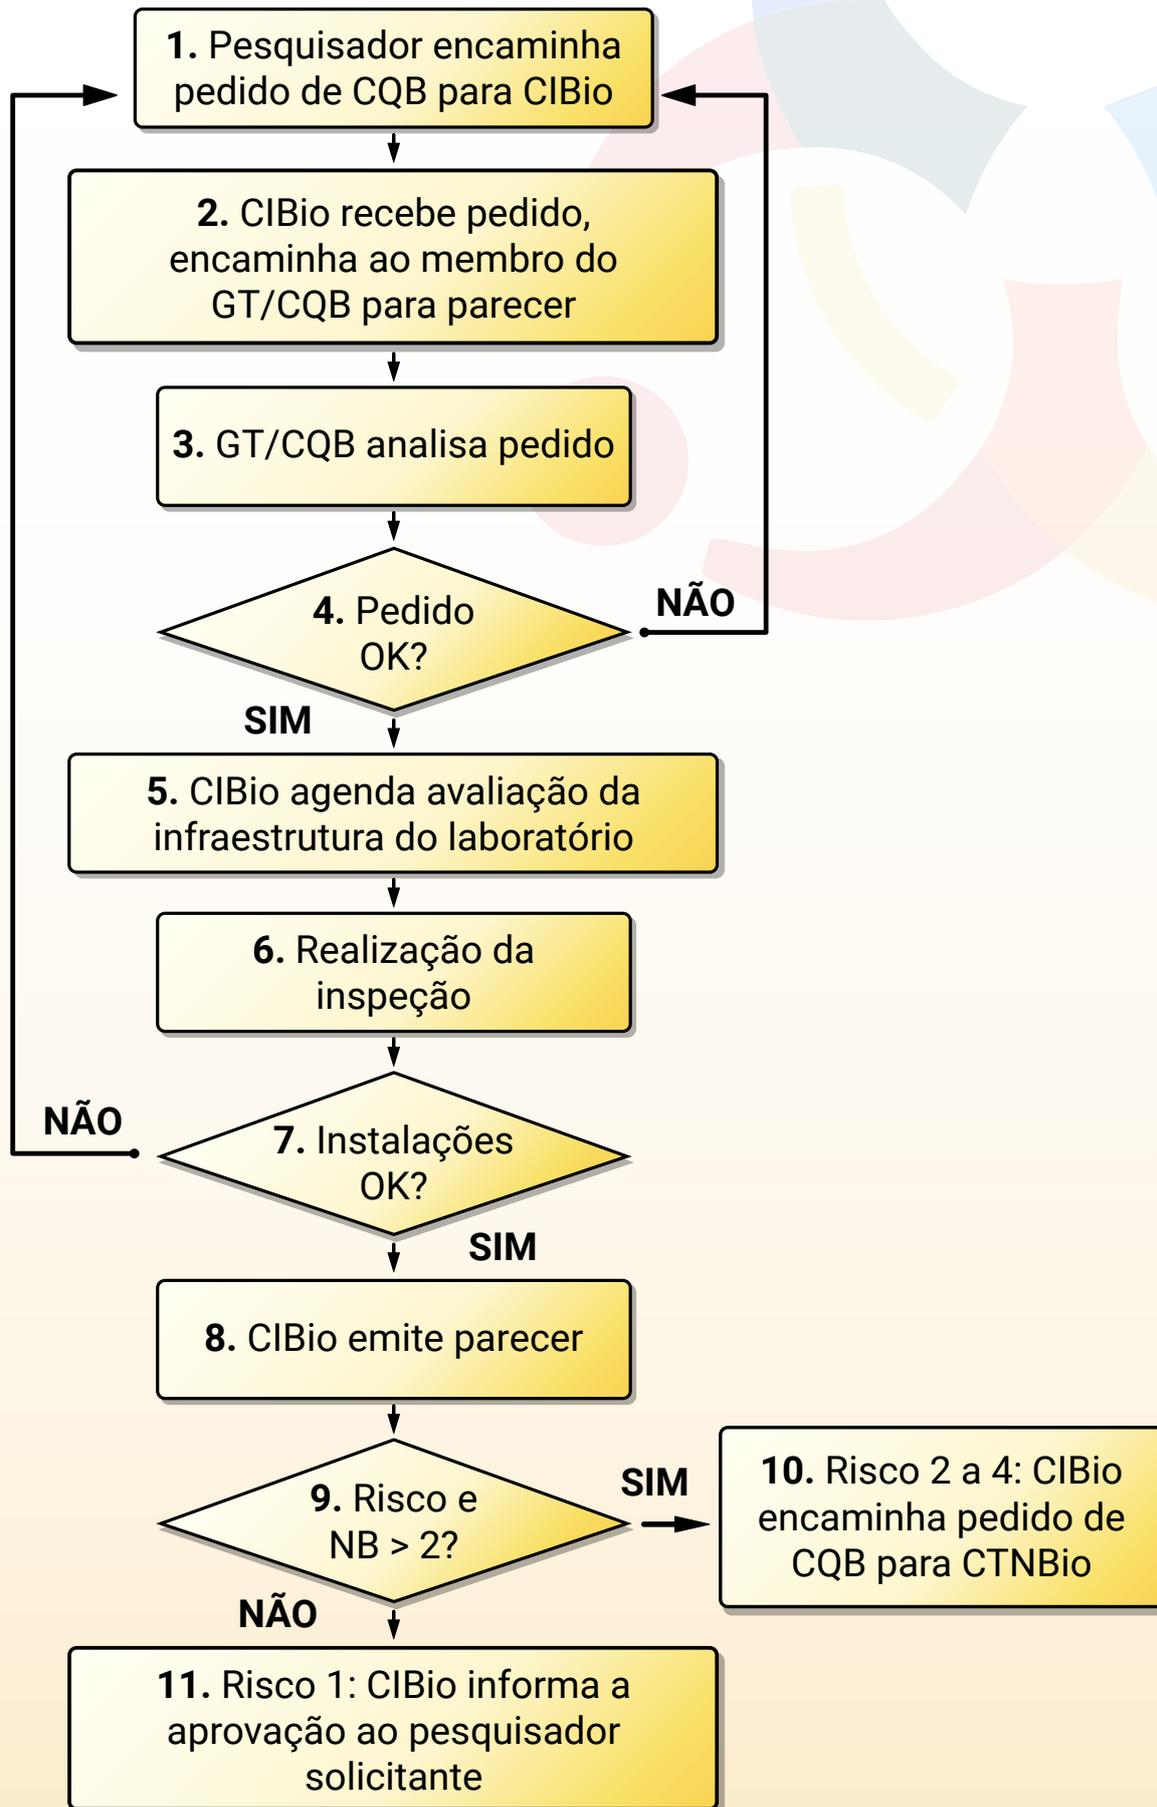 1. Pesquisador encaminha
pedido de CQB para CIBio
2. CIBio recebe pedido,
encaminha ao membro do
GT/CQB para parecer
3. GT/CQB analisa pedido
4. Pedido
OK?
NÃO
SIM
5. CIBio agenda avaliação da
infraestrutura do laboratório
6. Realização da
inspeção
NÃO
7. Instalações
OK?
SIM
8. CIBio emite parecer
9. Risco e
NB > 2?
SIM
10. Risco 2 a 4: CIBio
encaminha pedido de
CQB para CTNBio
NÃO
11. Risco 1: CIBio informa a
aprovação ao pesquisador
solicitante